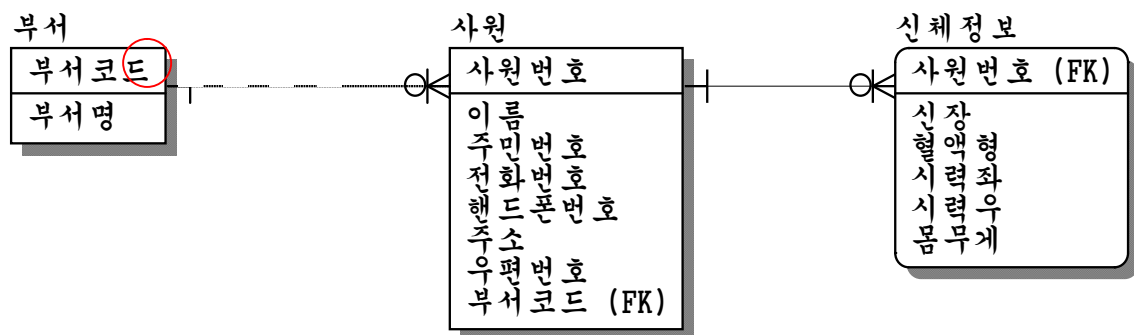 부서
부서코드
부서명
사원
사원번호
이름
주민번호
전화번호
핸드폰번호
주소
우편번호
부서코드 (FK)
신체정보
사원번호 (FK)
신장
혈액형
시력좌
시력우
몸무게